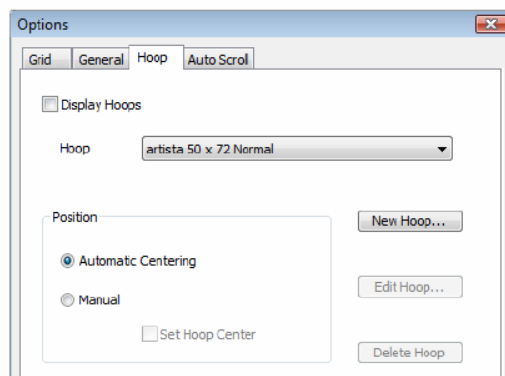 Options
Grid General Hoop Auto Scroll
Display Hoops
Hoop artista 50 x 72 Normal
Position
New Hoop...
Automatic Centering
Edit Hoop...
Manual
Set Hoop Center
Delete Hoop